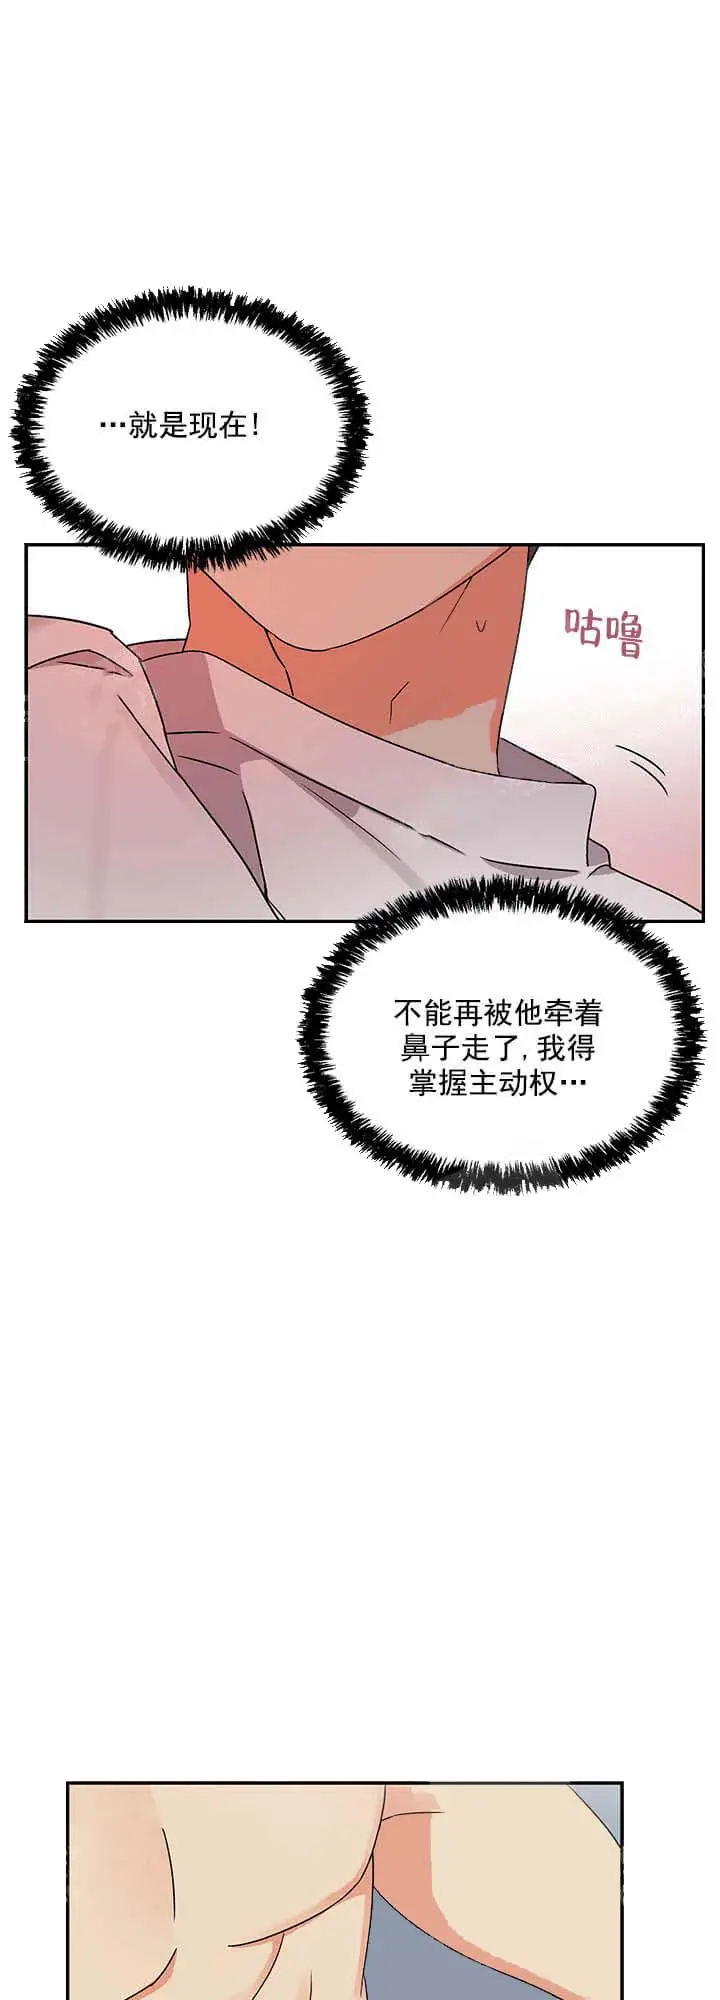 …就是现在!
咕噜
不能再被他牵着
鼻子走了,我得
掌握主动权…